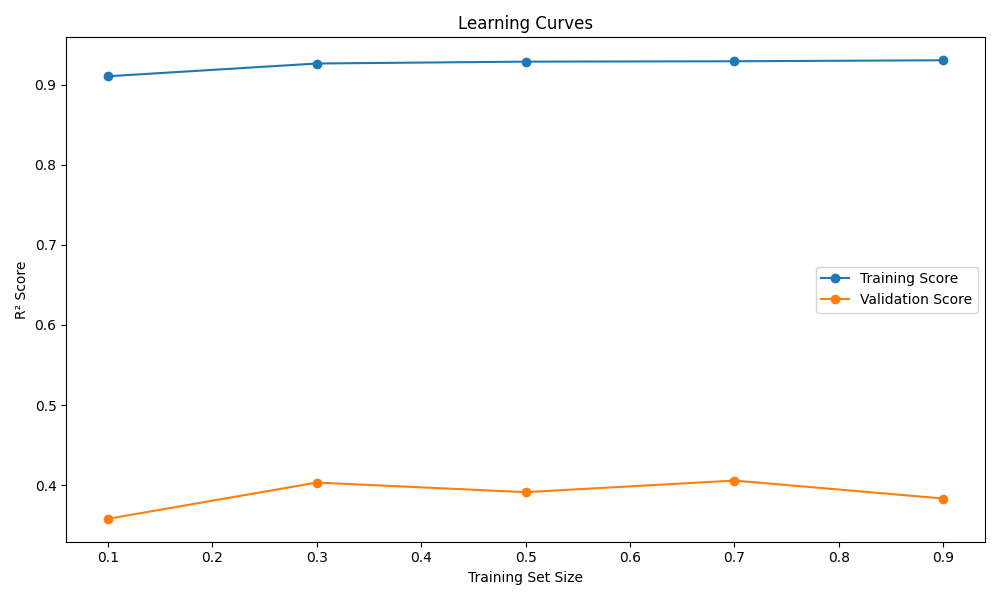 Learning Curves
R² Score
0.9
0.8
0.7
0.6
0.5
0.4
Training Score
Validation Score
0.1 0.2 0.3 0.4 0.5 0.6 0.7 0.8 0.9
Training Set Size